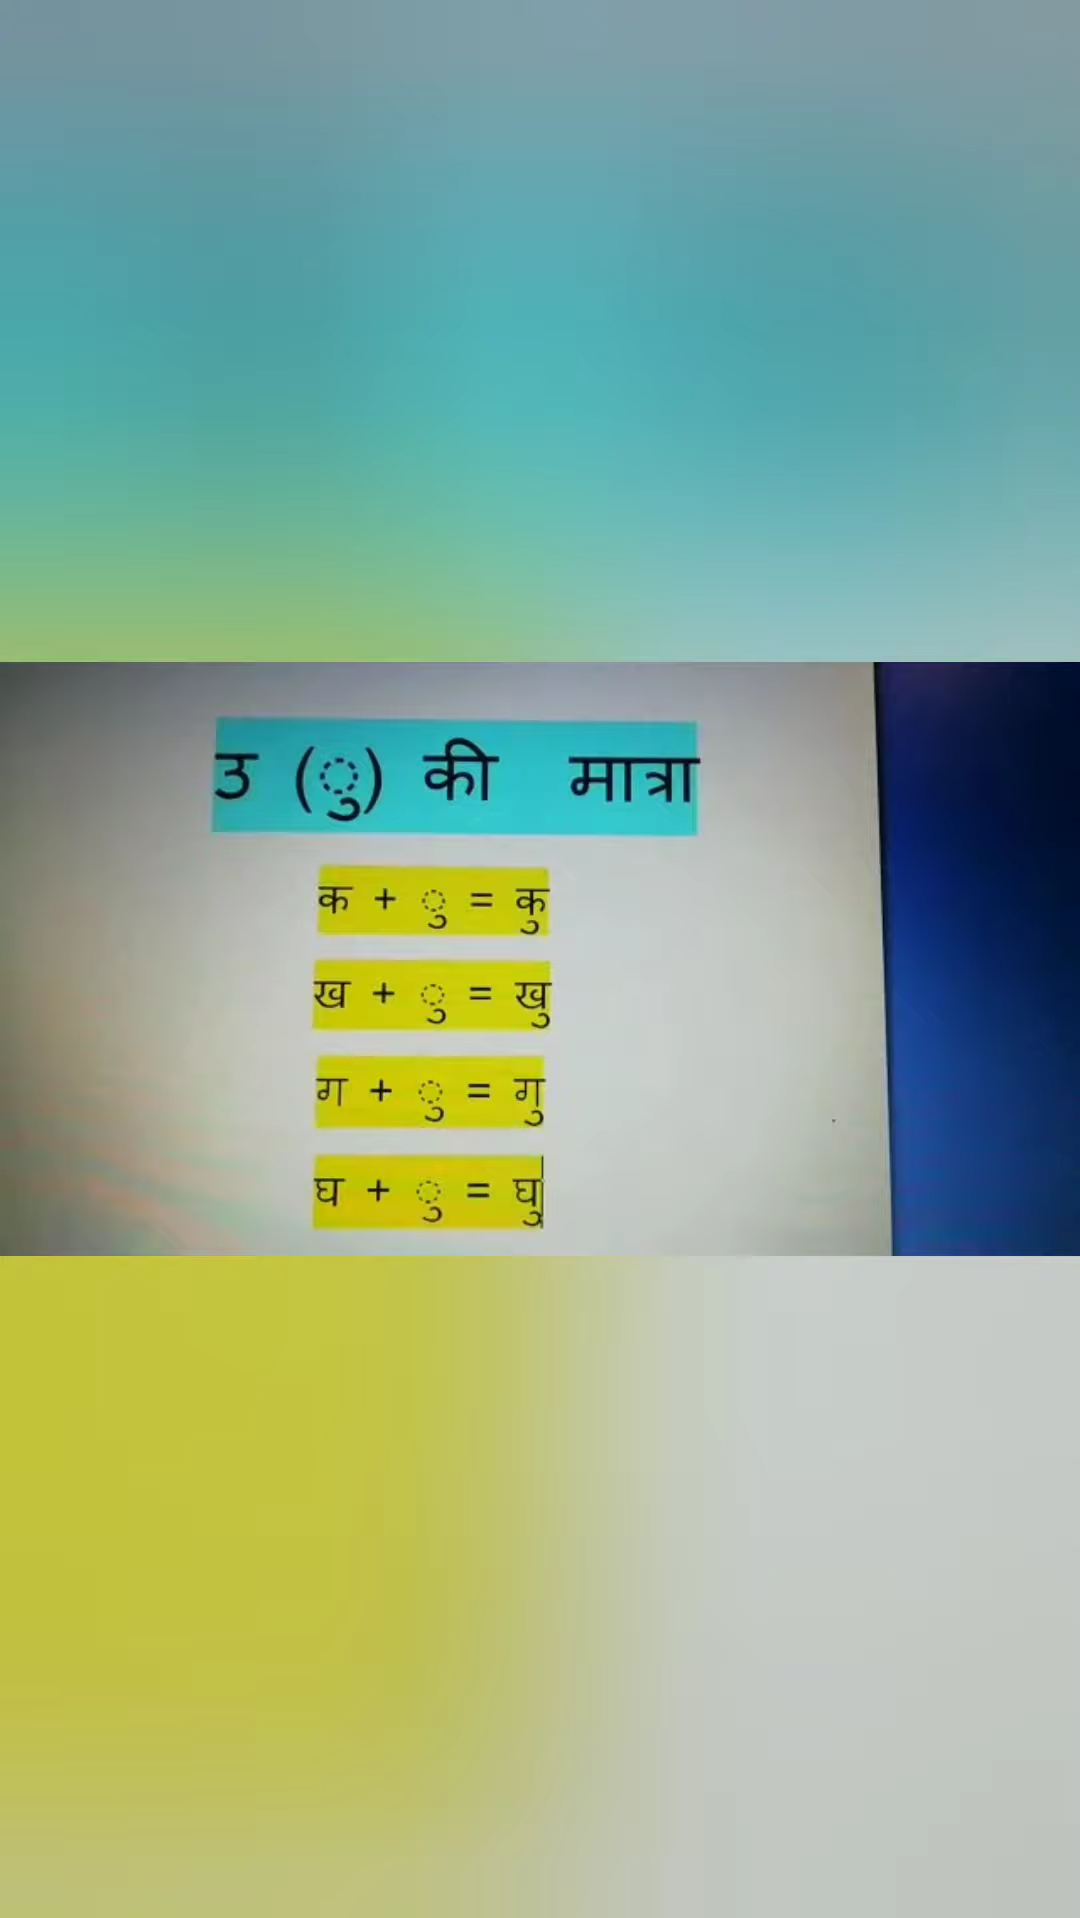 उ (ु) की मात्रा
क + ु = कु
ख + ु = खु
ग + ु = गु
घ + ु = घु